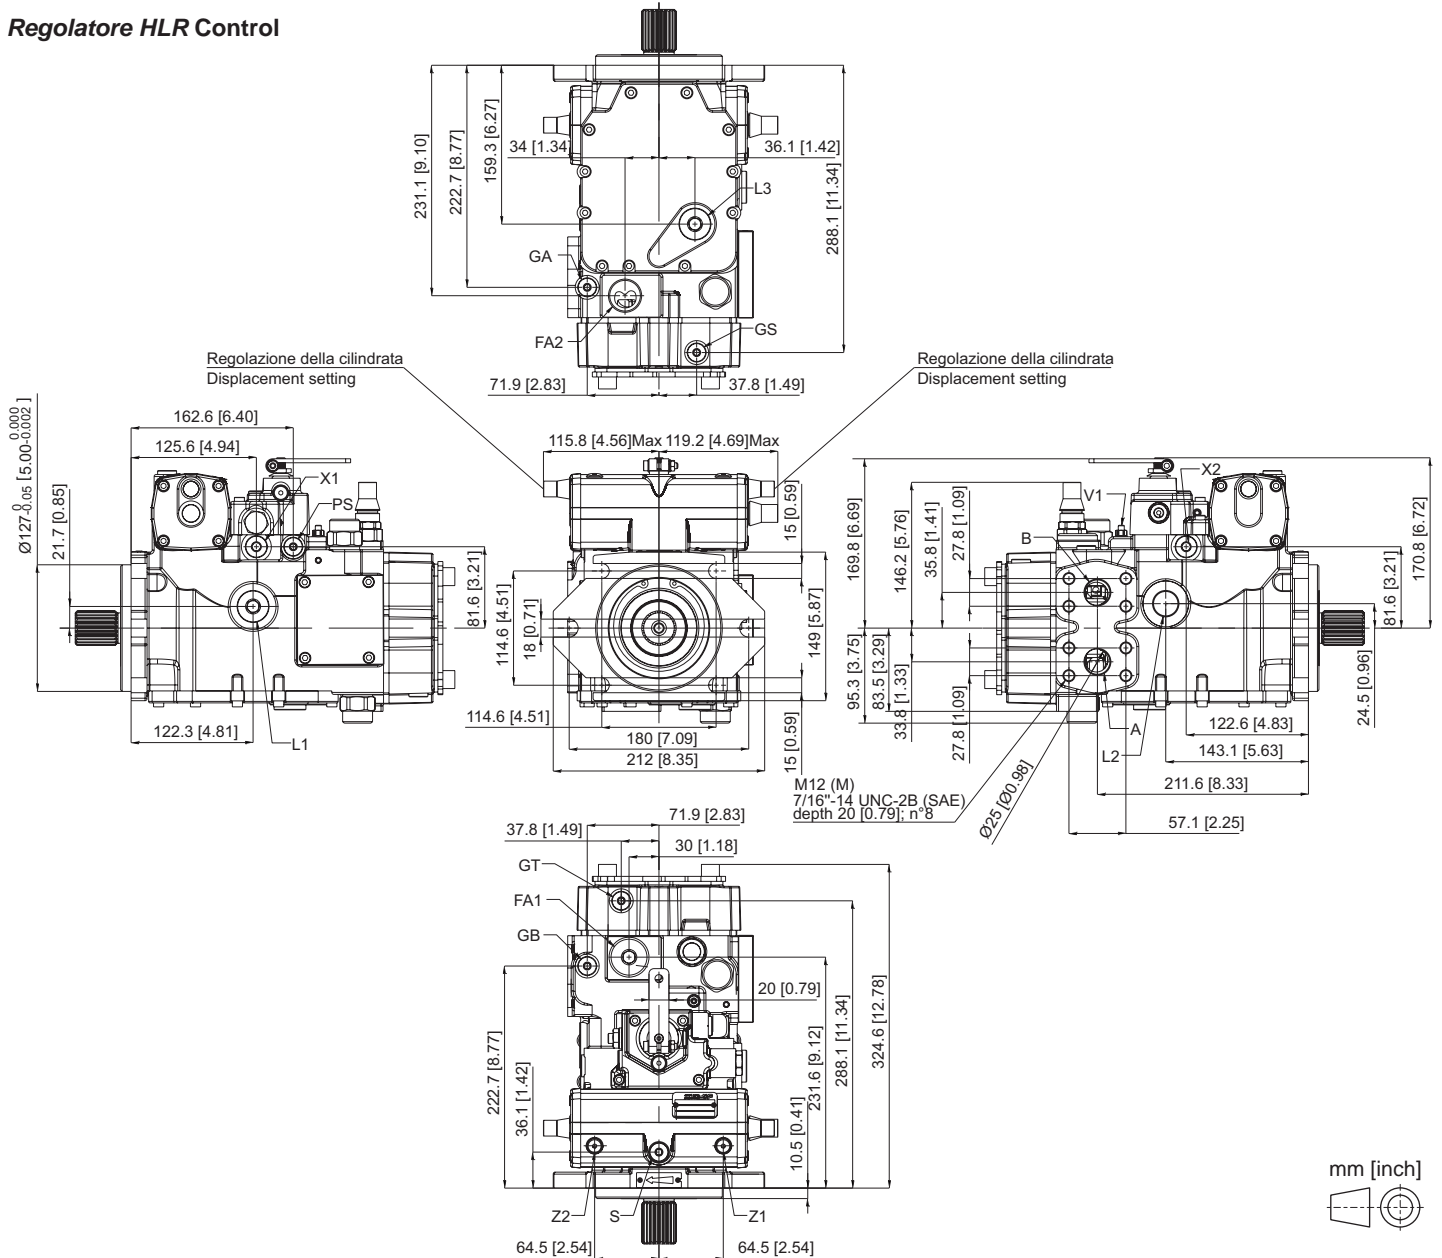 Regolatore HLR Control
231.1 [9.10]
222.7 [8.77]
159.3 [6.27]
34 [1.34]
36.1 [1.42]
288.1 [11.34]
L3
GA
FA2
GS
71.9 [2.83]
37.8 [1.49]
Regolazione della cilindrata
Displacement setting
Regolazione della cilindrata
Displacement setting
162.6 [6.40]
125.6 [4.94]
X1
PS
Ø127 0 -0.05 [5.00 0.000 -0.002]
21.7 [0.85]
81.6 [3.21]
122.3 [4.81]
L1
115.8 [4.56]Max
119.2 [4.69]Max
15 [0.59]
114.6 [4.51]
18 [0.71]
149 [5.87]
114.6 [4.51]
180 [7.09]
212 [8.35]
15 [0.59]
169.8 [6.69]
146.2 [5.76]
35.8 [1.41]
27.8 [1.09]
V1
X2
B
170.8 [6.72]
81.6 [3.21]
95.3 [3.75]
83.5 [3.29]
33.8 [1.33]
27.8 [1.09]
24.5 [0.96]
A
L2
122.6 [4.83]
143.1 [5.63]
211.6 [8.33]
57.1 [2.25]
M12 (M)
7/16"-14 UNC-2B (SAE)
depth 20 [0.79]; n°8
Ø25 [Ø0.98]
71.9 [2.83]
37.8 [1.49]
30 [1.18]
GT
FA1
GB
20 [0.79]
222.7 [8.77]
36.1 [1.42]
10.5 [0.41]
231.6 [9.12]
288.1 [11.34]
324.6 [12.78]
Z2
S
Z1
64.5 [2.54]
64.5 [2.54]
mm [inch]